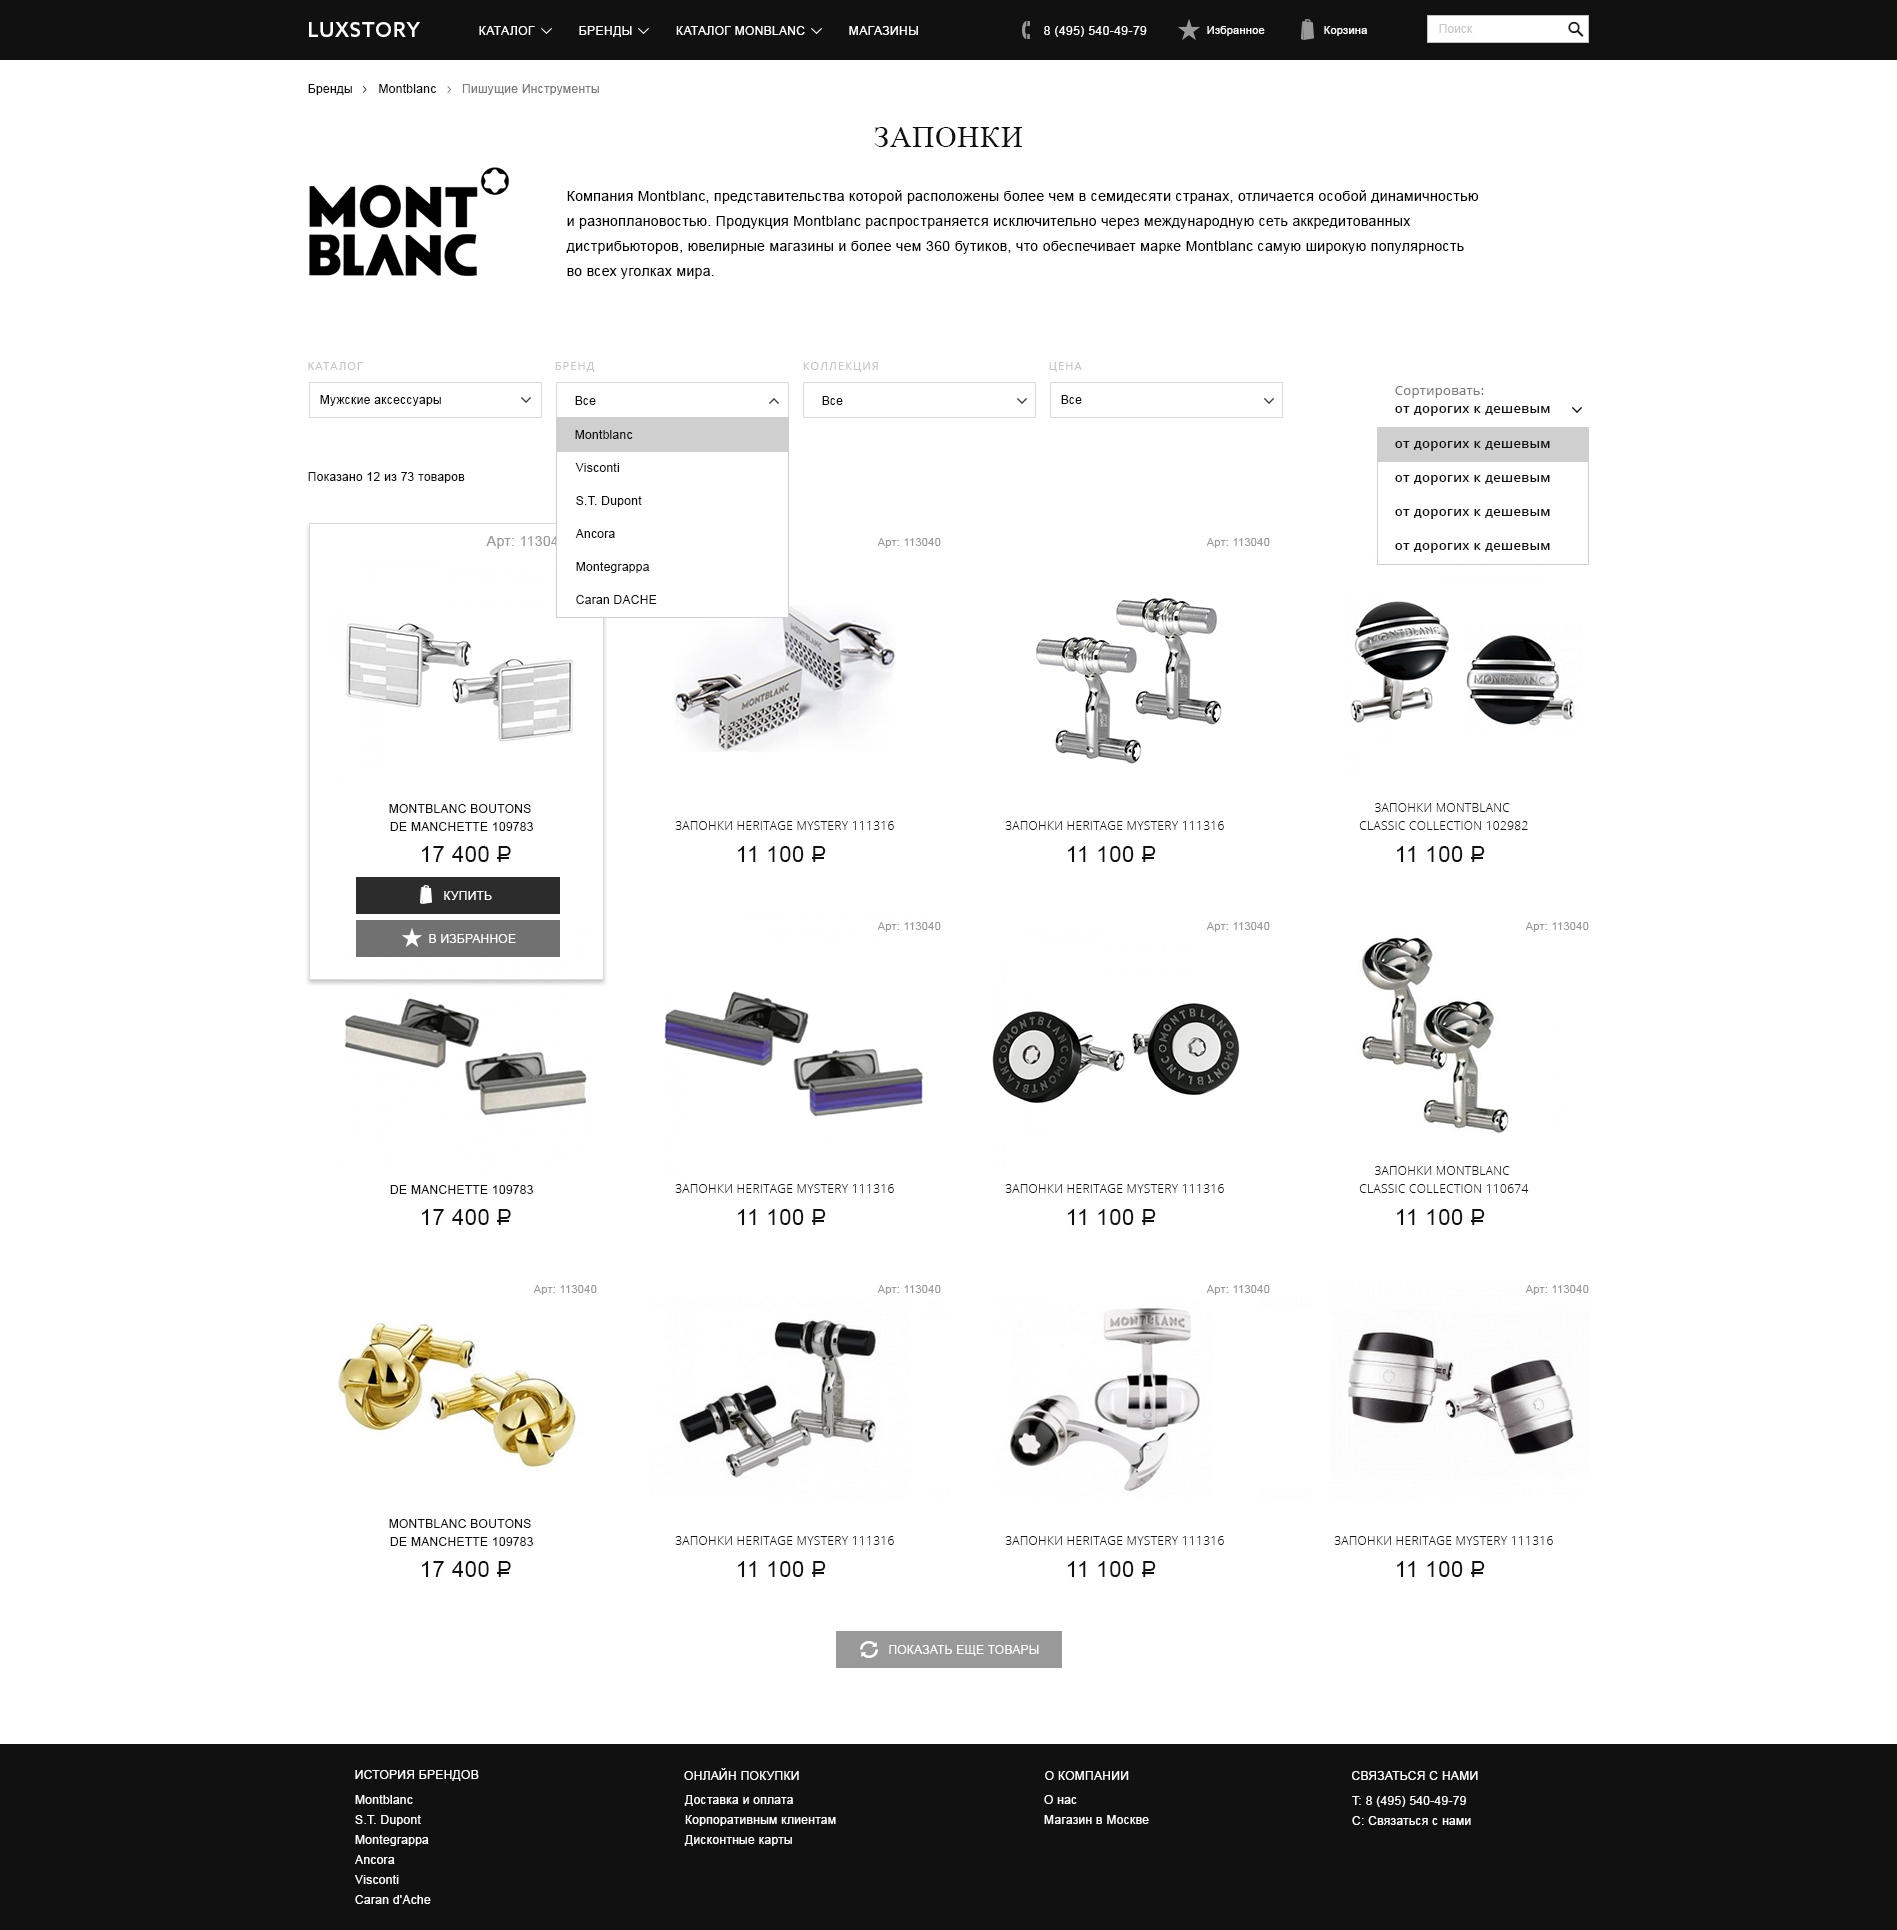 LUXSTORY
КАТАЛОГ
БРЕНДЫ
КАТАЛОГ MONBLANC
МАГАЗИНЫ
8 (495) 540-49-79
Избранное
Корзина
Поиск
Бренды > Montblanc > Пишущие Инструменты
ЗАПОНКИ
MONT
BLANC
Компания Montblanc, представительства которой расположены более чем в семидесяти странах, отличается особой динамичностью
и разноплановостью. Продукция Montblanc распространяется исключительно через международную сеть аккредитованных
дистрибьюторов, ювелирные магазины и более чем 360 бутиков, что обеспечивает марке Montblanc самую широкую популярность
во всех уголках мира.
КАТАЛОГ
Мужские аксессуары
БРЕНД
Все
Montblanc
Visconti
S.T. Dupont
Ancora
Montegrappa
Caran DACHE
КОЛЛЕКЦИЯ
Все
ЦЕНА
Все
Сортировать:
от дорогих к дешевым
от дорогих к дешевым
от дорогих к дешевым
от дорогих к дешевым
от дорогих к дешевым
Показано 12 из 73 товаров
Арт: 11304
Арт: 113040
Арт: 113040
MONTBLANC
MONTBLANC
MONTBLANC
MONTBLANC
MONTBLANC BOUTONS
DE MANCHETTE 109783
17 400 ₽
КУПИТЬ
В ИЗБРАННОЕ
ЗАПОНКИ HERITAGE MYSTERY 111316
11 100 ₽
ЗАПОНКИ HERITAGE MYSTERY 111316
11 100 ₽
ЗАПОНКИ MONTBLANC
CLASSIC COLLECTION 102982
11 100 ₽
Арт: 113040
Арт: 113040
Арт: 113040
MONTBLANC MONTBLANC
MONTBLANC MONTBLANC
DE MANCHETTE 109783
17 400 ₽
ЗАПОНКИ HERITAGE MYSTERY 111316
11 100 ₽
ЗАПОНКИ HERITAGE MYSTERY 111316
11 100 ₽
ЗАПОНКИ MONTBLANC
CLASSIC COLLECTION 110674
11 100 ₽
Арт: 113040
Арт: 113040
Арт: 113040
Арт: 113040
MONTBLANC
MONTBLANC BOUTONS
DE MANCHETTE 109783
17 400 ₽
ЗАПОНКИ HERITAGE MYSTERY 111316
11 100 ₽
ЗАПОНКИ HERITAGE MYSTERY 111316
11 100 ₽
ЗАПОНКИ HERITAGE MYSTERY 111316
11 100 ₽
ПОКАЗАТЬ ЕЩЕ ТОВАРЫ
ИСТОРИЯ БРЕНДОВ
Montblanc
S.T. Dupont
Montegrappa
Ancora
Visconti
Caran d'Ache
ОНЛАЙН ПОКУПКИ
Доставка и оплата
Корпоративным клиентам
Дисконтные карты
О КОМПАНИИ
О нас
Магазин в Москве
СВЯЗАТЬСЯ С НАМИ
Т: 8 (495) 540-49-79
С: Связаться с нами